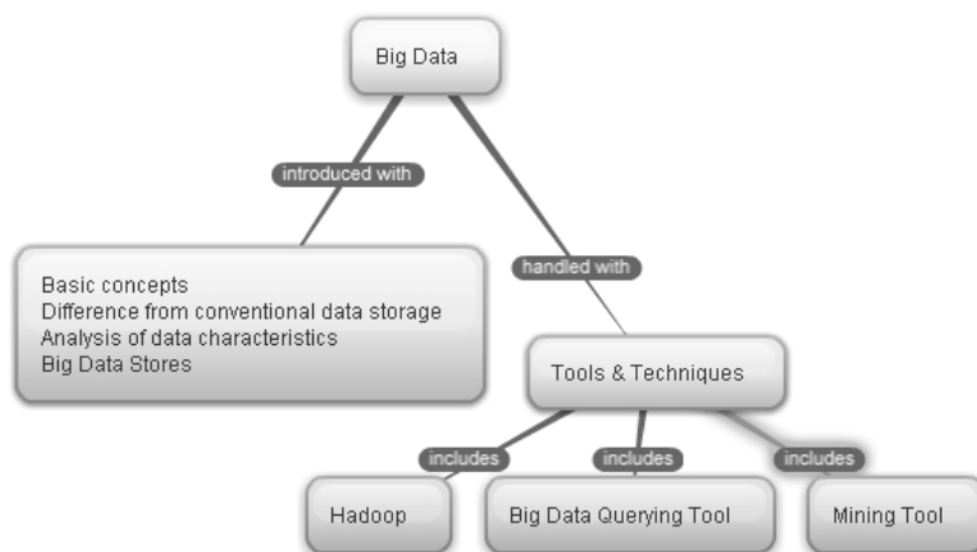 Big Data
introduced with
handled with
Basic concepts
Difference from conventional data storage
Analysis of data characteristics
Big Data Stores
Tools & Techniques
includes
includes
includes
Hadoop
Big Data Querying Tool
Mining Tool